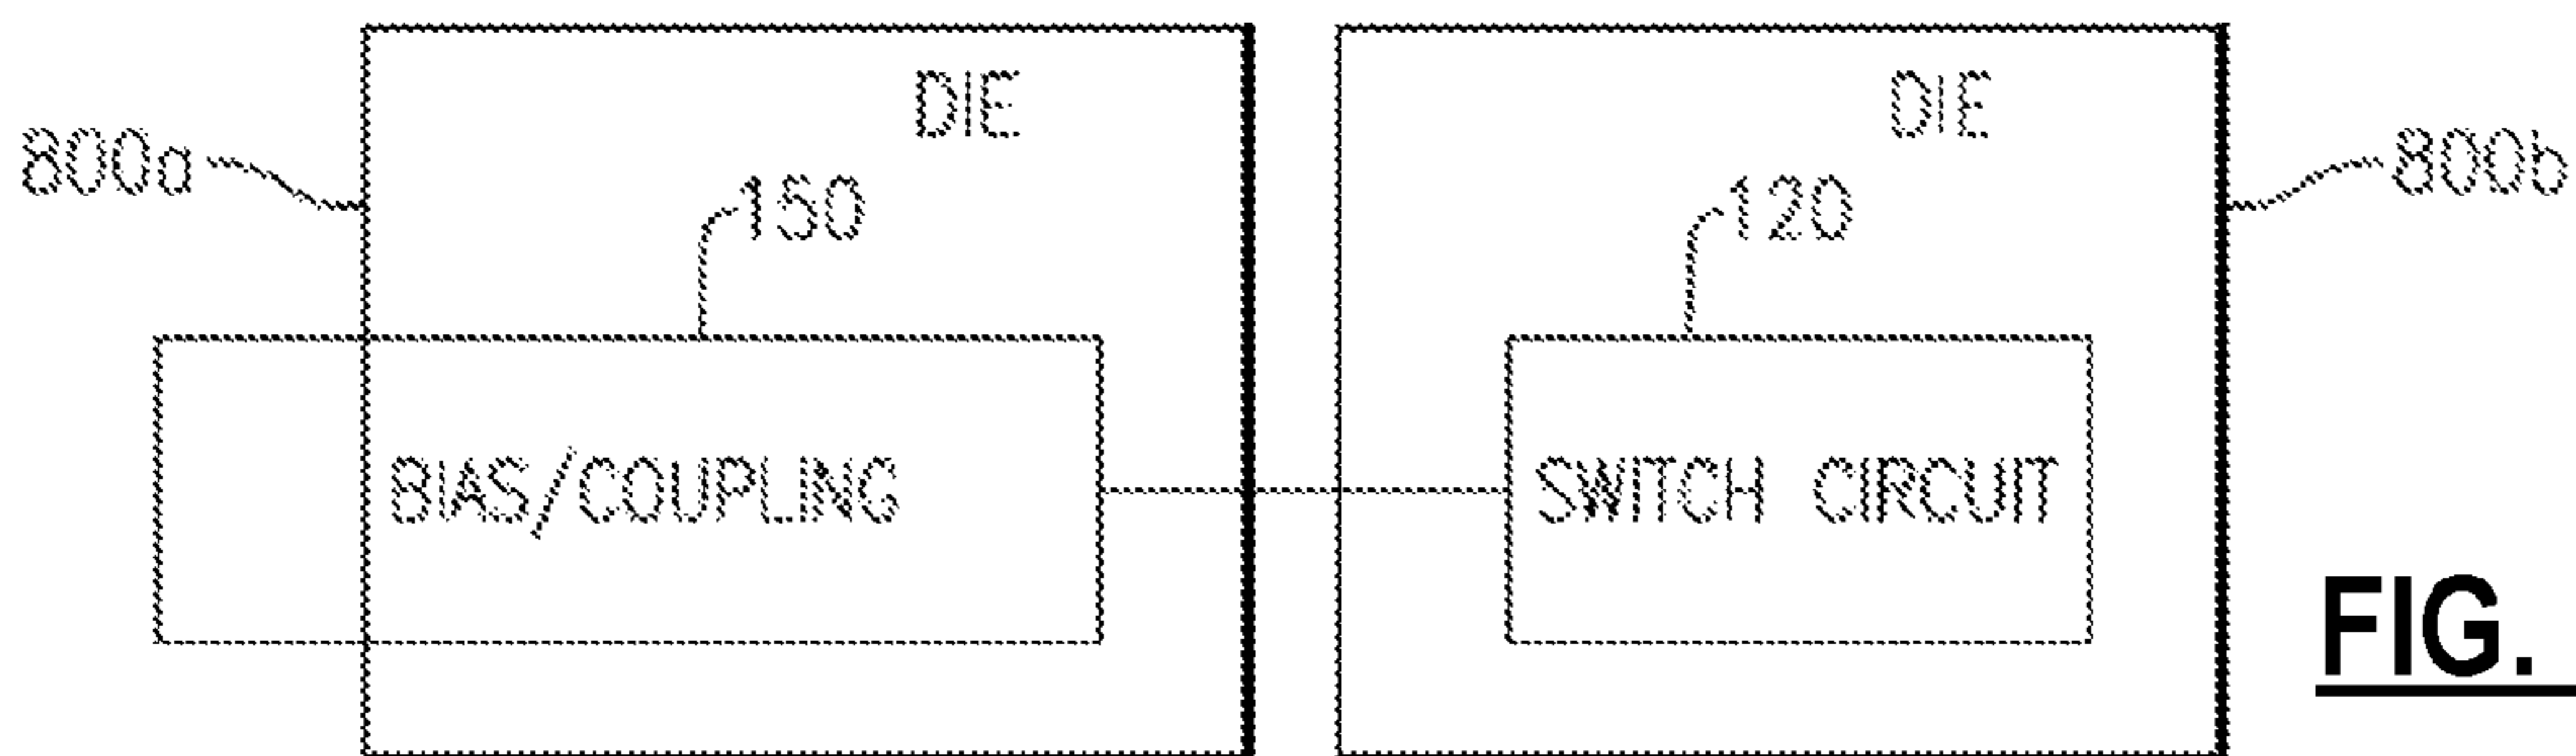 DIE
DIE
800a
800b
150
120
BIAS/COUPLING
SWITCH CIRCUIT
FIG.